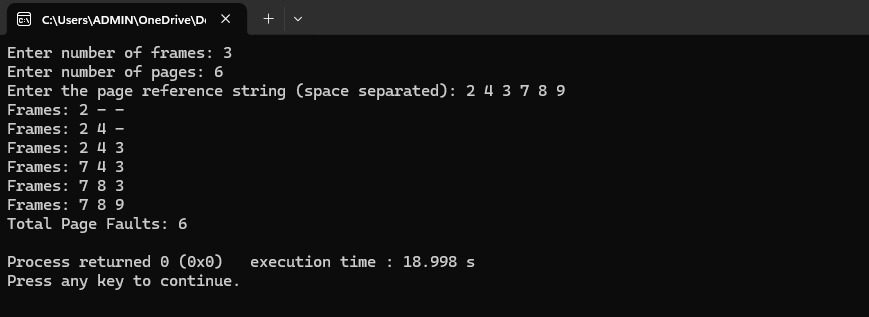 C:\Users\ADMIN\OneDrive\De
Enter number of frames: 3
Enter number of pages: 6
Enter the page reference string (space separated): 2 4 3 7 8 9
Frames: 2 - -
Frames: 2 4 -
Frames: 2 4 3
Frames: 7 4 3
Frames: 7 8 3
Frames: 7 8 9
Total Page Faults: 6
Process returned 0 (0x0)   execution time : 18.998 s
Press any key to continue.